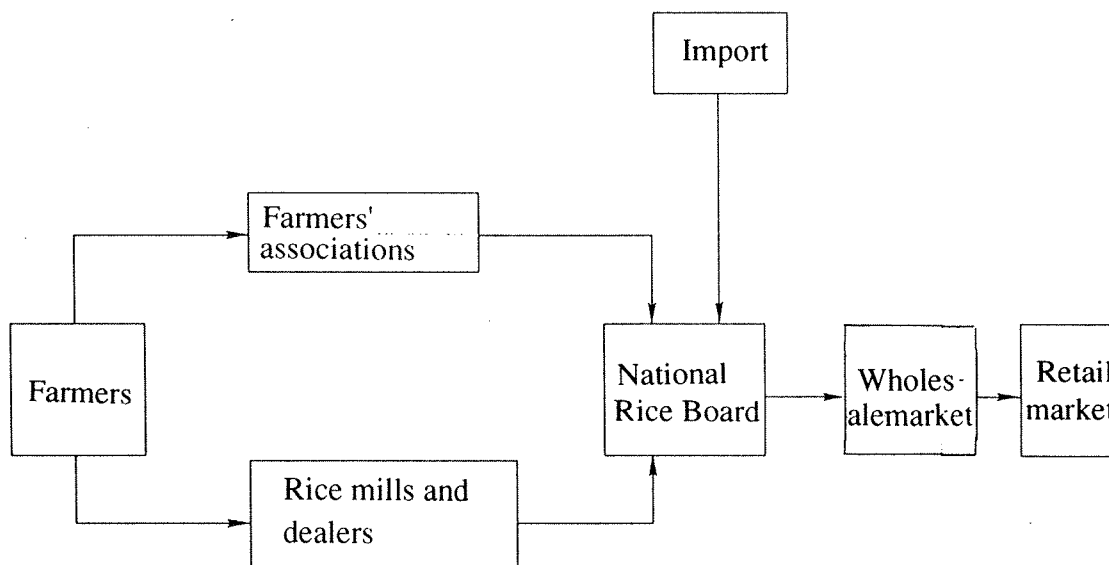 Import
Farmers'
associations
Farmers
National
Rice Board
Wholes-
alemarket
Retail
market
Rice mills and
dealers